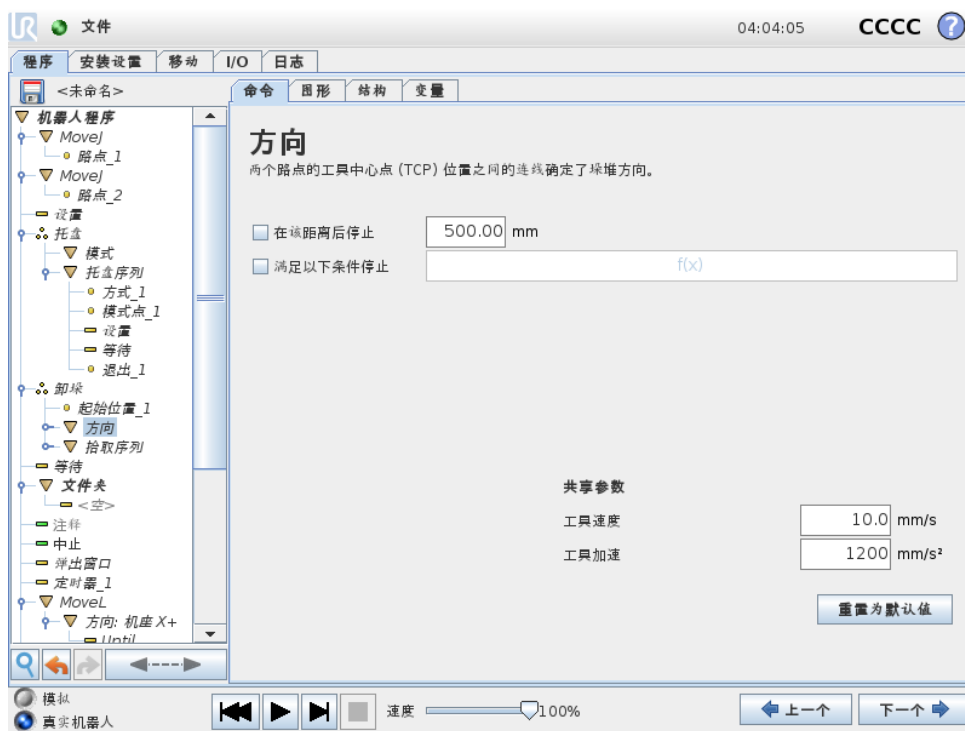 UR 文件 04:04:05 CCCC ?
程序 安装设置 移动 I/O 日志
<未命名>
命令 图形 结构 变量
机器人程序
MoveJ
路点_1
MoveJ
路点_2
设置
托盘
模式
托盘序列
方式_1
模式点_1
设置
等待
退出_1
卸垛
起始位置_1
方向
拾取序列
等待
文件夹
<空>
注释
中止
弹出窗口
定时器_1
MoveL
方向: 机座 X+
Until
方向
两个路点的工具中心点 (TCP) 位置之间的连线确定了垛堆方向。
在该距离后停止 500.00 mm
满足以下条件停止 f(x)
共享参数
工具速度 10.0 mm/s
工具加速 1200 mm/s²
重置为默认值
模拟
真实机器人
速度 100%
上一个 下一个